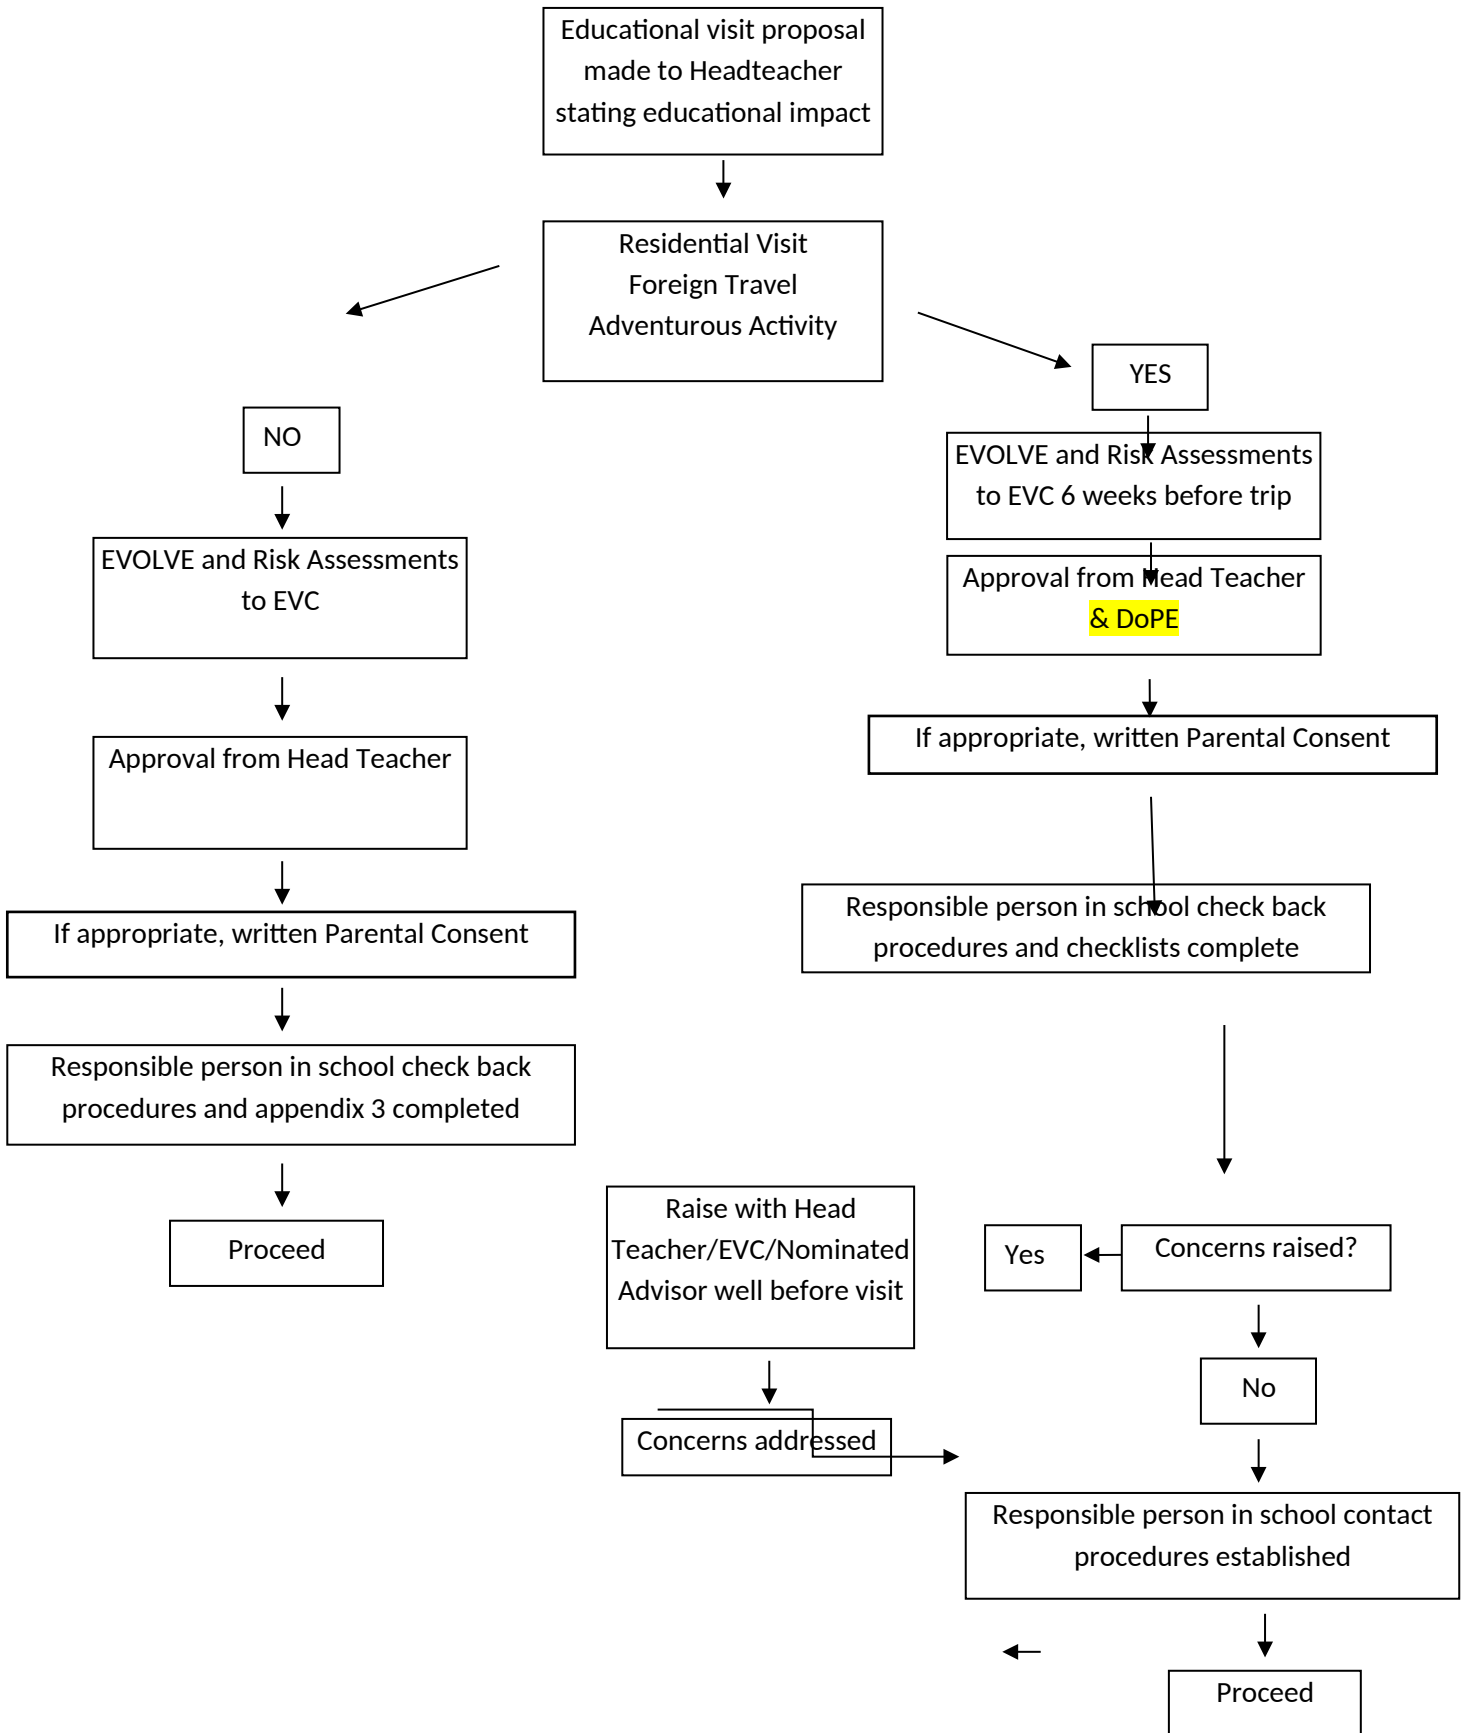 Educational visit proposal
made to Headteacher
stating educational impact
Residential Visit
Foreign Travel
Adventurous Activity
NO
EVOLVE and Risk Assessments
to EVC
Approval from Head Teacher
If appropriate, written Parental Consent
Responsible person in school check back
procedures and appendix 3 completed
Proceed
YES
EVOLVE and Risk Assessments
to EVC 6 weeks before trip
Approval from Head Teacher
& DoPE
If appropriate, written Parental Consent
Responsible person in school check back
procedures and checklists complete
Concerns raised?
Yes
Raise with Head
Teacher/EVC/Nominated
Advisor well before visit
Concerns addressed
No
Responsible person in school contact
procedures established
Proceed